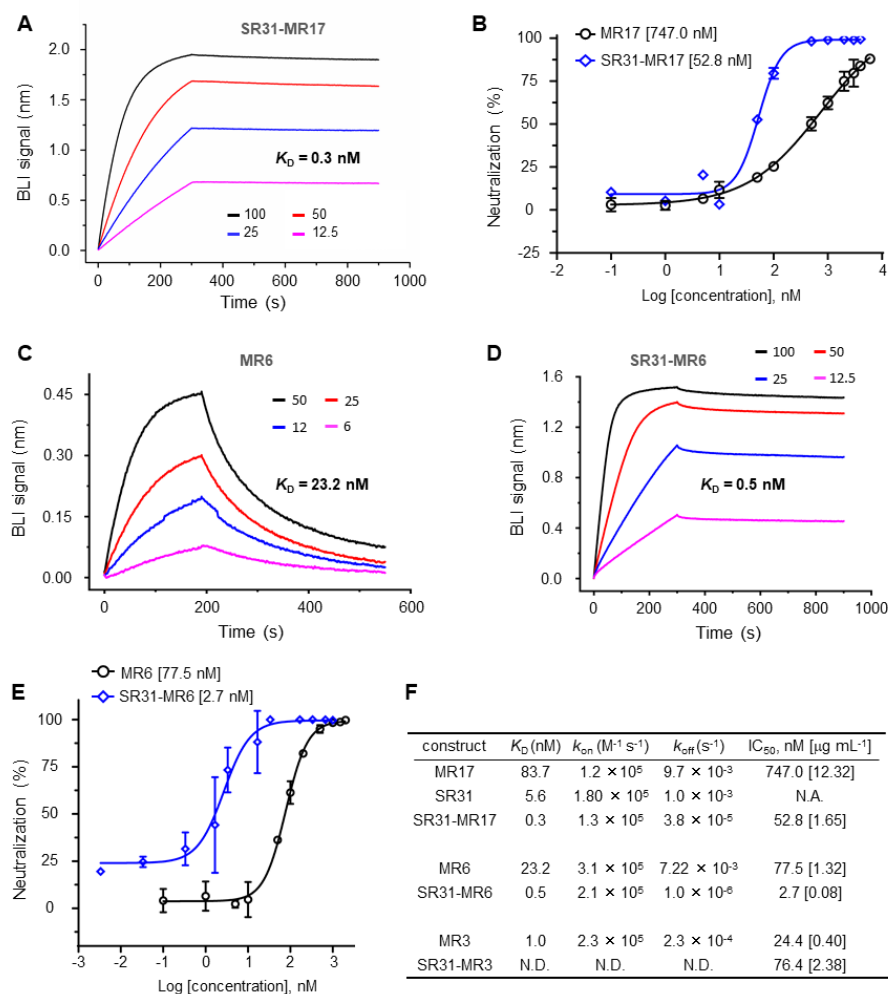 A
SR31-MR17
BLI signal (nm)
2.0
1.5
1.0
0.5
0.0
K_D = 0.3 nM
100
50
25
12.5
0
200
400
600
800
1000
Time (s)
B
MR17 [747.0 nM]
SR31-MR17 [52.8 nM]
Neutralization (%)
100
75
50
25
0
-25
-2
-1
0
1
2
3
4
Log [concentration], nM
C
MR6
BLI signal (nm)
0.45
0.30
0.15
0.00
50
25
12
6
K_D = 23.2 nM
0
200
400
600
Time (s)
D
SR31-MR6
100
50
25
12.5
BLI signal (nm)
1.6
1.2
0.8
0.4
0.0
K_D = 0.5 nM
0
200
400
600
800
1000
Time (s)
E
MR6 [77.5 nM]
SR31-MR6 [2.7 nM]
Neutralization (%)
100
75
50
25
0
-3
-2
-1
0
1
2
3
4
Log [concentration], nM
F
construct K_D (nM) k_on (M⁻¹ s⁻¹) k_off (s⁻¹) IC₅₀, nM [µg mL⁻¹]
MR17 83.7 1.2 × 10⁵ 9.7 × 10⁻³ 747.0 [12.32]
SR31 5.6 1.80 × 10⁵ 1.0 × 10⁻³ N.A.
SR31-MR17 0.3 1.3 × 10⁵ 3.8 × 10⁻⁵ 52.8 [1.65]
MR6 23.2 3.1 × 10⁵ 7.22 × 10⁻³ 77.5 [1.32]
SR31-MR6 0.5 2.1 × 10⁵ 1.0 × 10⁻⁶ 2.7 [0.08]
MR3 1.0 2.3 × 10⁵ 2.3 × 10⁻⁴ 24.4 [0.40]
SR31-MR3 N.D. N.D. N.D. 76.4 [2.38]